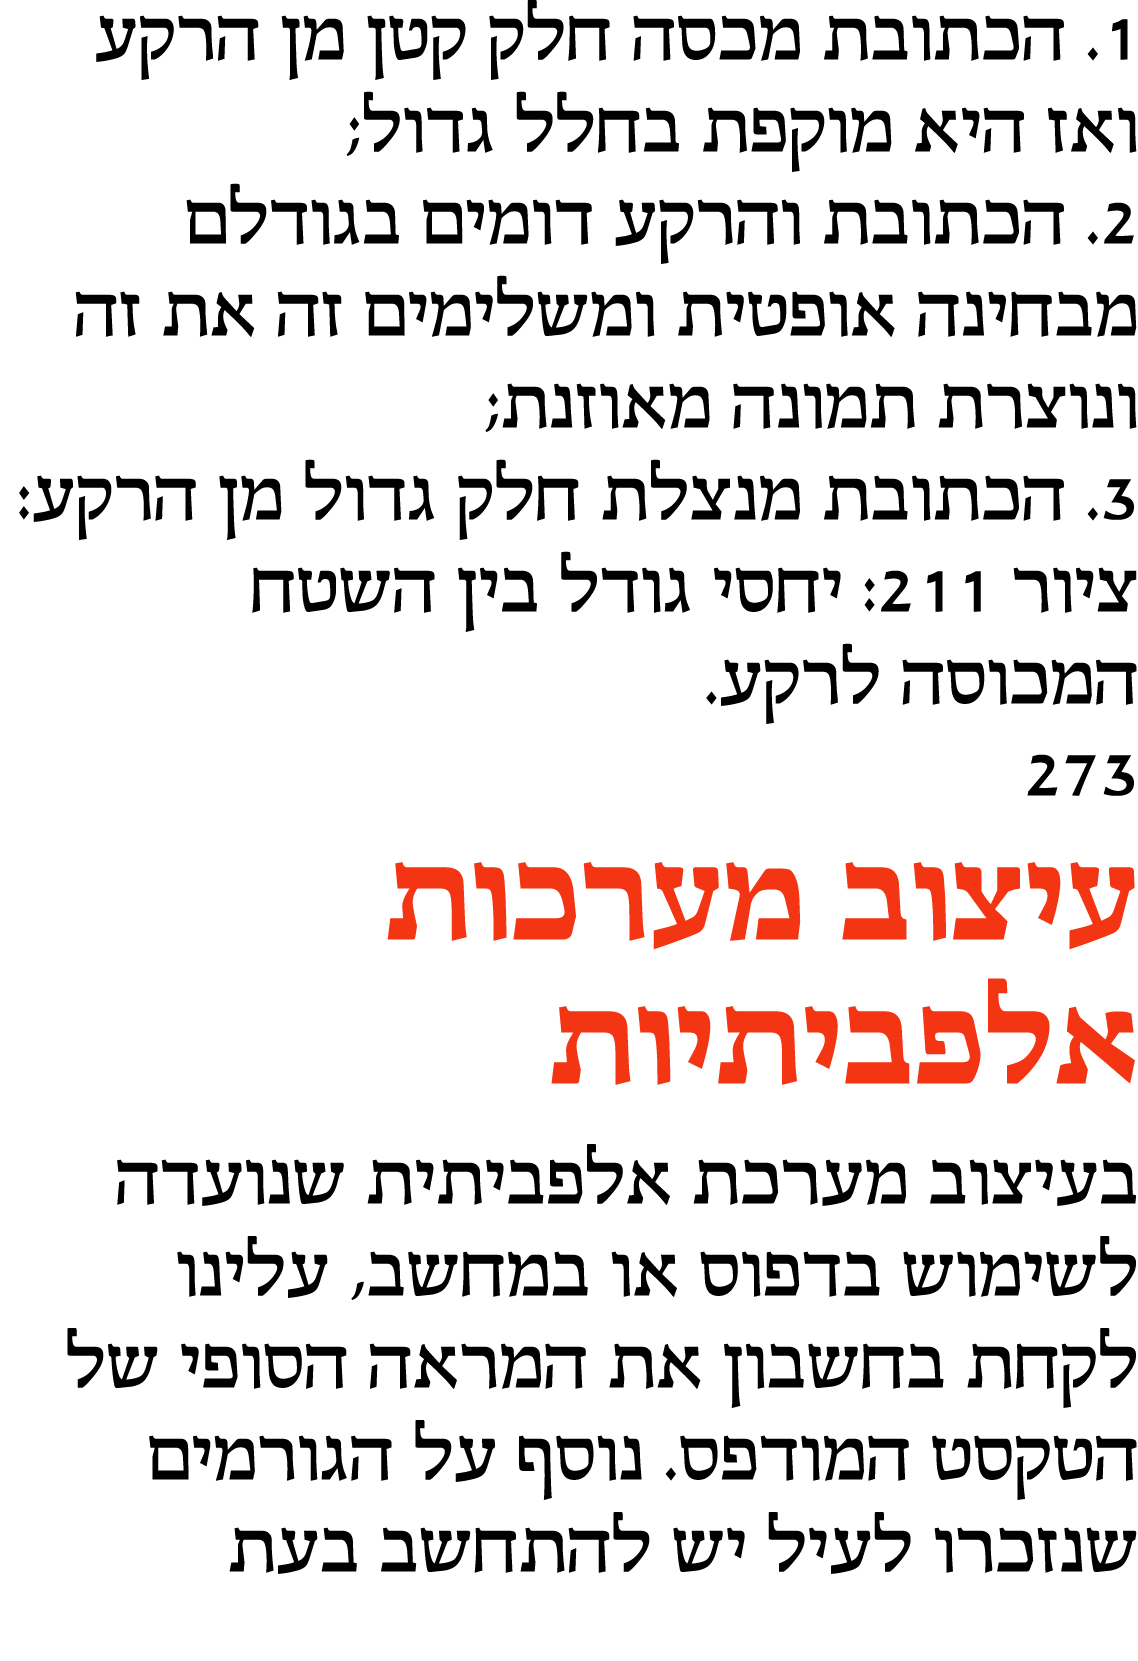 1. הכתובת מכסה חלק קטן מן הרקע
ואז היא מוקפת בחלל גדול;
2. הכתובת והרקע דומים בגודלם
מבחינה אופטית ומשלימים זה את זה
ונוצרת תמונה מאוזנת;
3. הכתובת מנצלת חלק גדול מן הרקע:
ציור 211: יחסי גודל בין השטח
המכוסה לרקע.
273
עיצוב מערכות
אלפביתיות
בעיצוב מערכת אלפביתית שנועדה
לשימוש בדפוס או במחשב, עלינו
לקחת בחשבון את המראה הסופי של
הטקסט המודפס. נוסף על הגורמים
שנזכרו לעיל יש להתחשב בעת